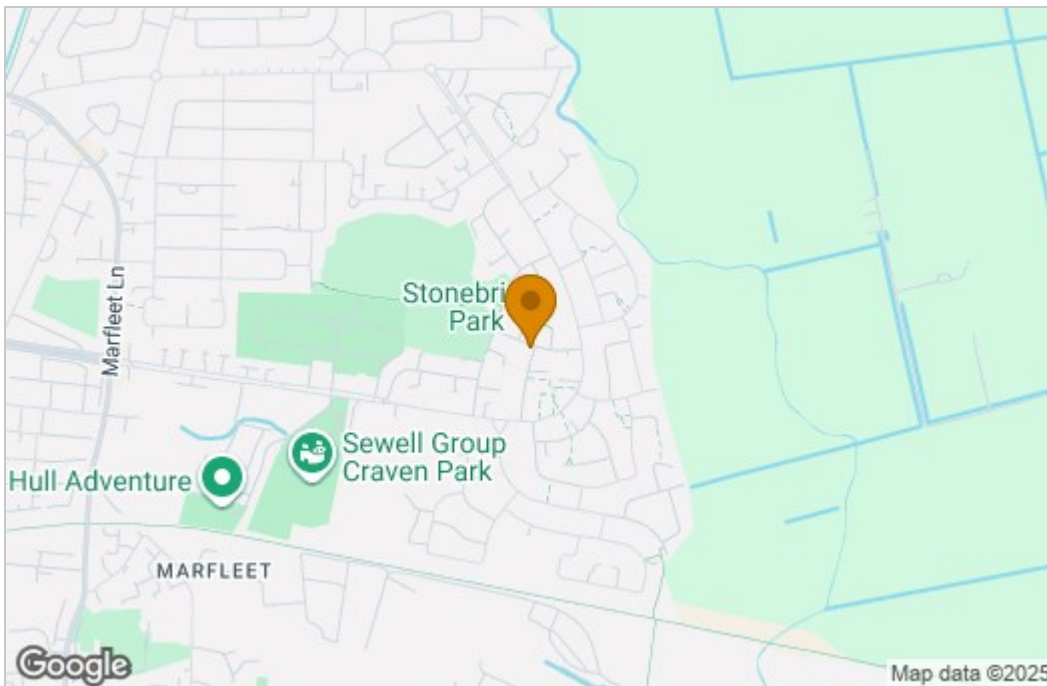 Marfleet Ln
Stonebri
Park
Sewell Group
Craven Park
Hull Adventure
MARFLEET
Google
Map data ©2025